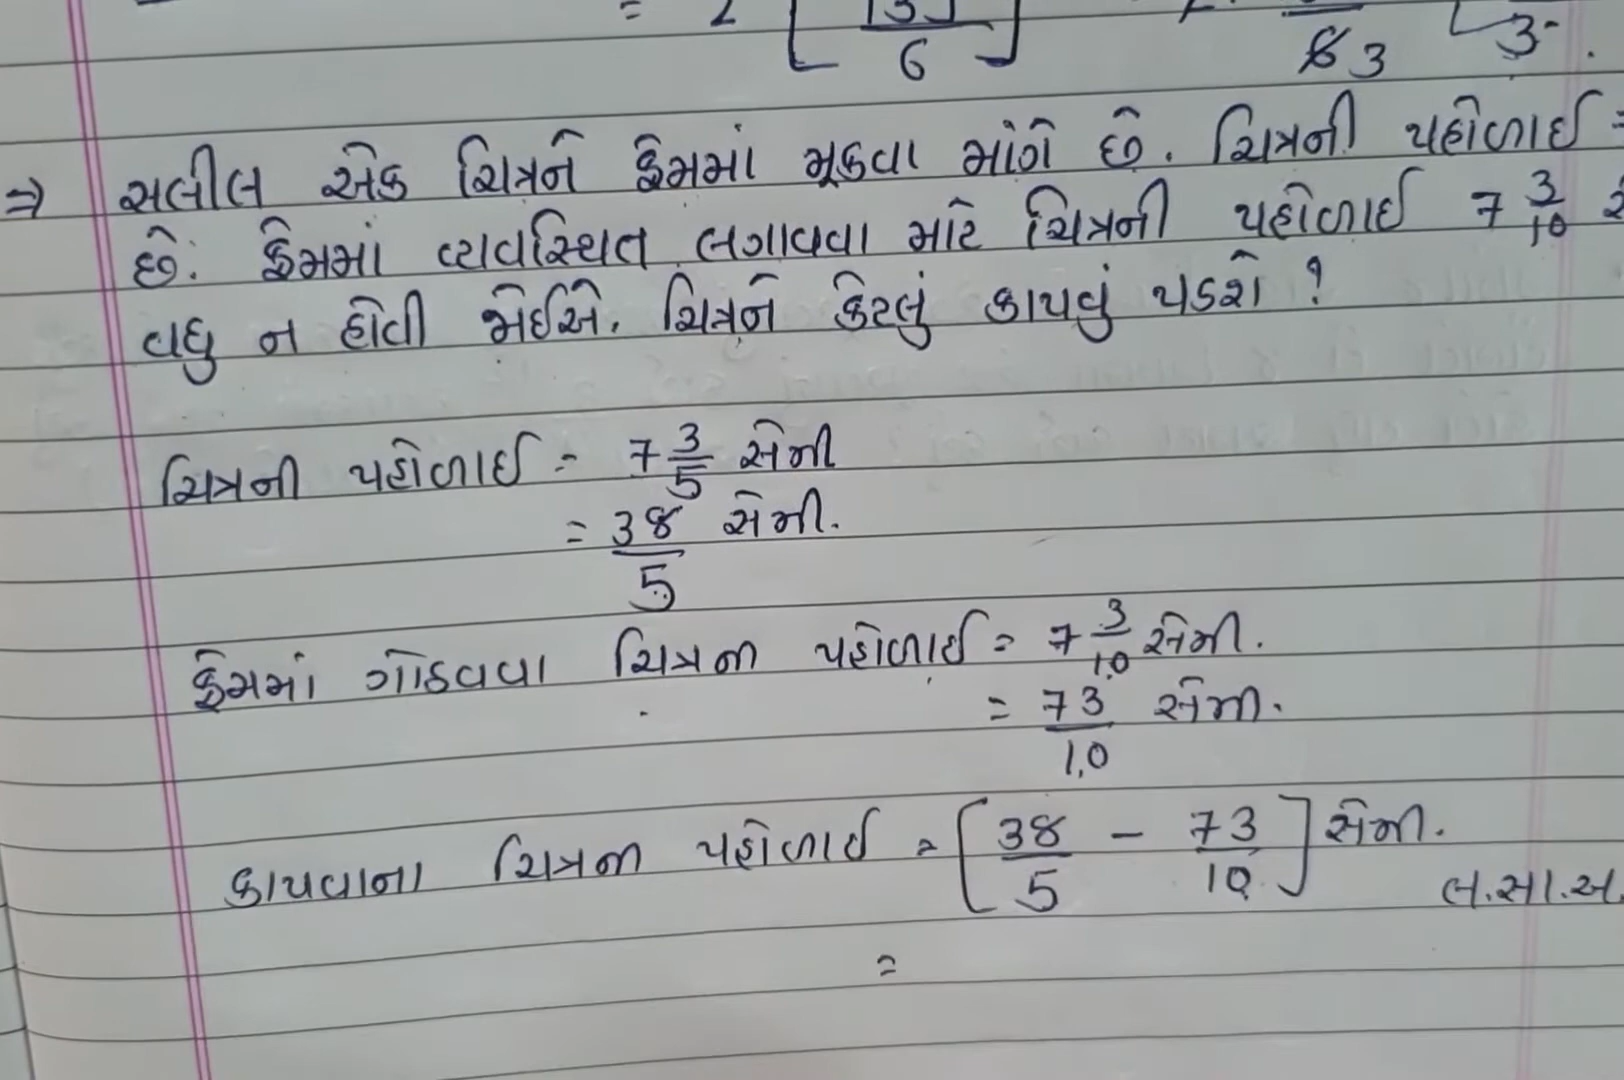 = 2 [ 6 ] 6 3 3
⇒ સલીલ એક ચિત્રને ફ્રેમમાં મૂકવા માંગે છે. ચિત્રની પહોળાઈ =
છે. ફ્રેમમાં વ્યવસ્થિત લગાવવા માટે ચિત્રની પહોળાઈ 7 3/10
વધુ ન હોવી જોઈએ. ચિત્રને કેટલું કાપવું પડશે ?
ચિત્રની પહોળાઈ = 7 3/5 સેમી
= 38/5 સેમી.
ફ્રેમમાં ગોઠવવા ચિત્રની પહોળાઈ = 7 3/10 સેમી.
= 73/10 સેમી.
કાપવાના ચિત્રની પહોળાઈ = [38/5 - 73/10] સેમી.
લ.સા.અ.
=